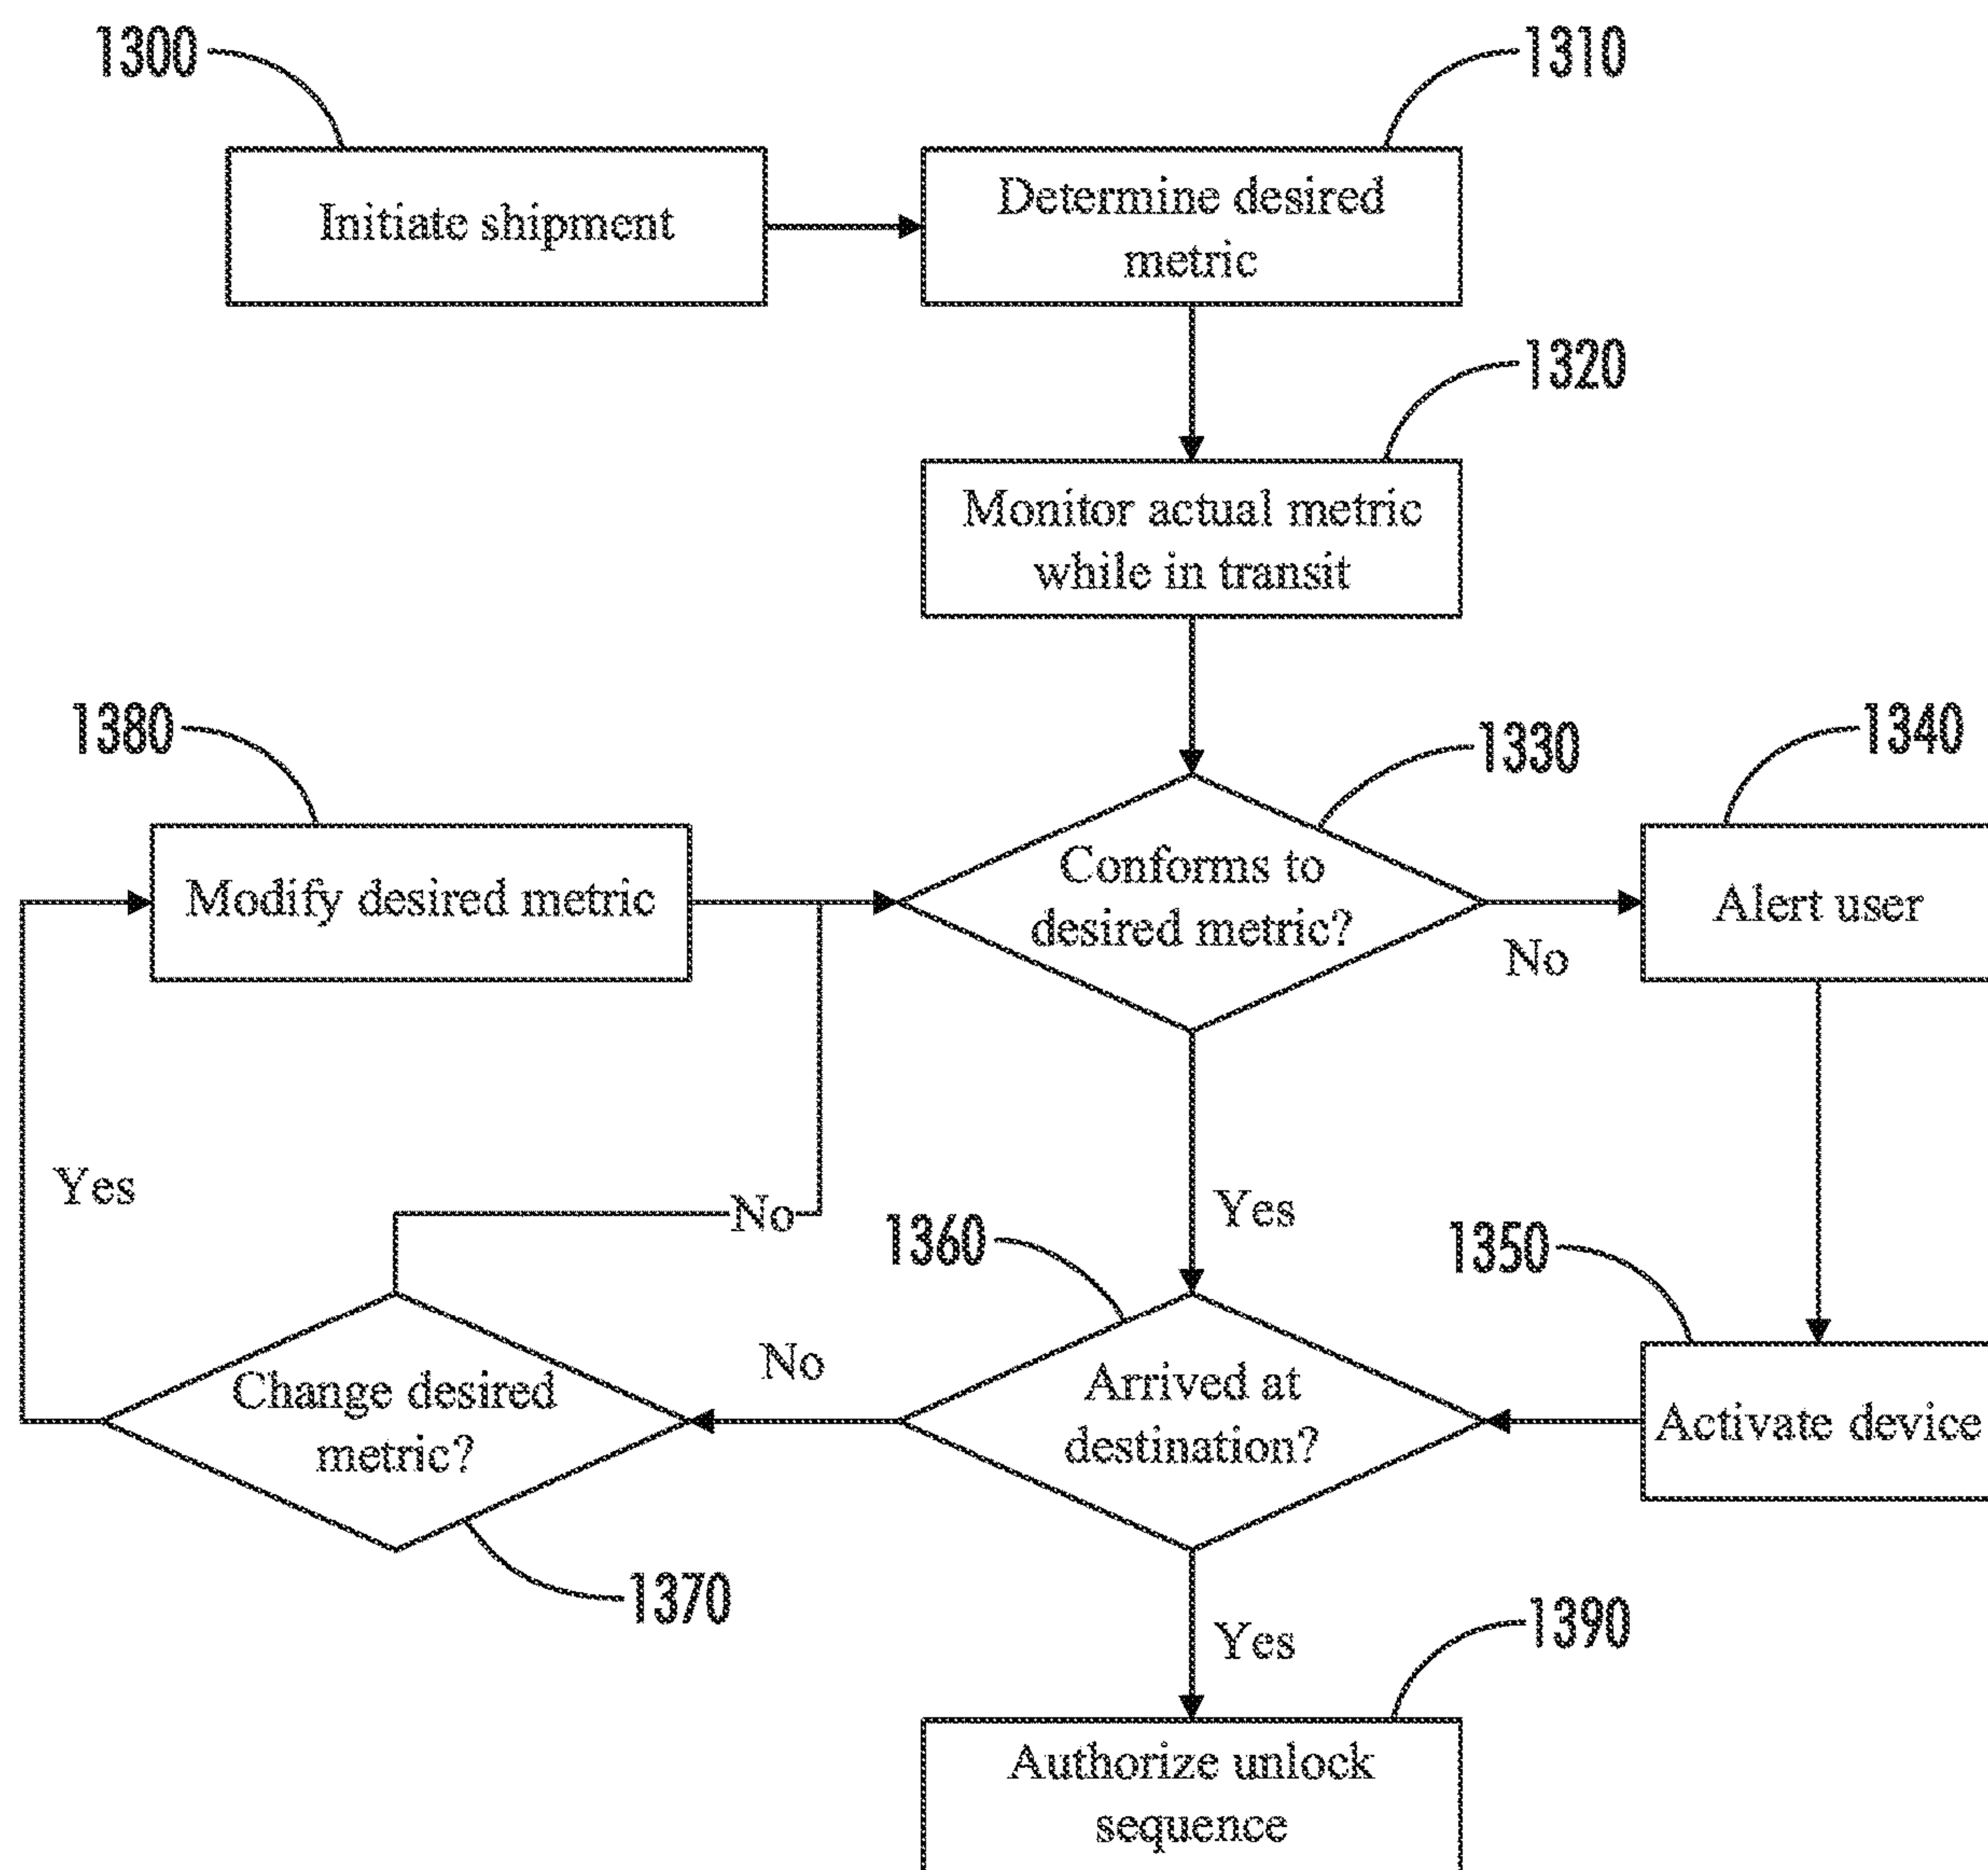 1300
1310
Initiate shipment
Determine desired
metric
1320
Monitor actual metric
while in transit
1380
1330
1340
Modify desired metric
Conforms to
desired metric?
Alert user
No
Yes
No
Yes
1360
1350
No
Change desired
metric?
Arrived at
destination?
Activate device
1370
Yes
1390
Authorize unlock
sequence